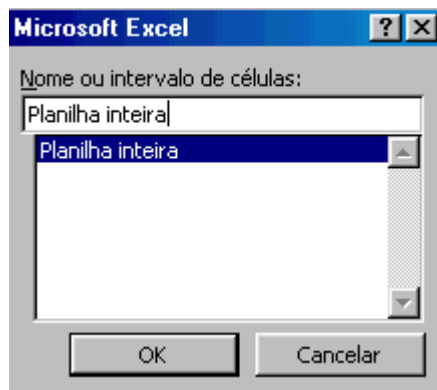 Microsoft Excel
Nome ou intervalo de células:
Planilha inteira
Planilha inteira
OK
Cancelar